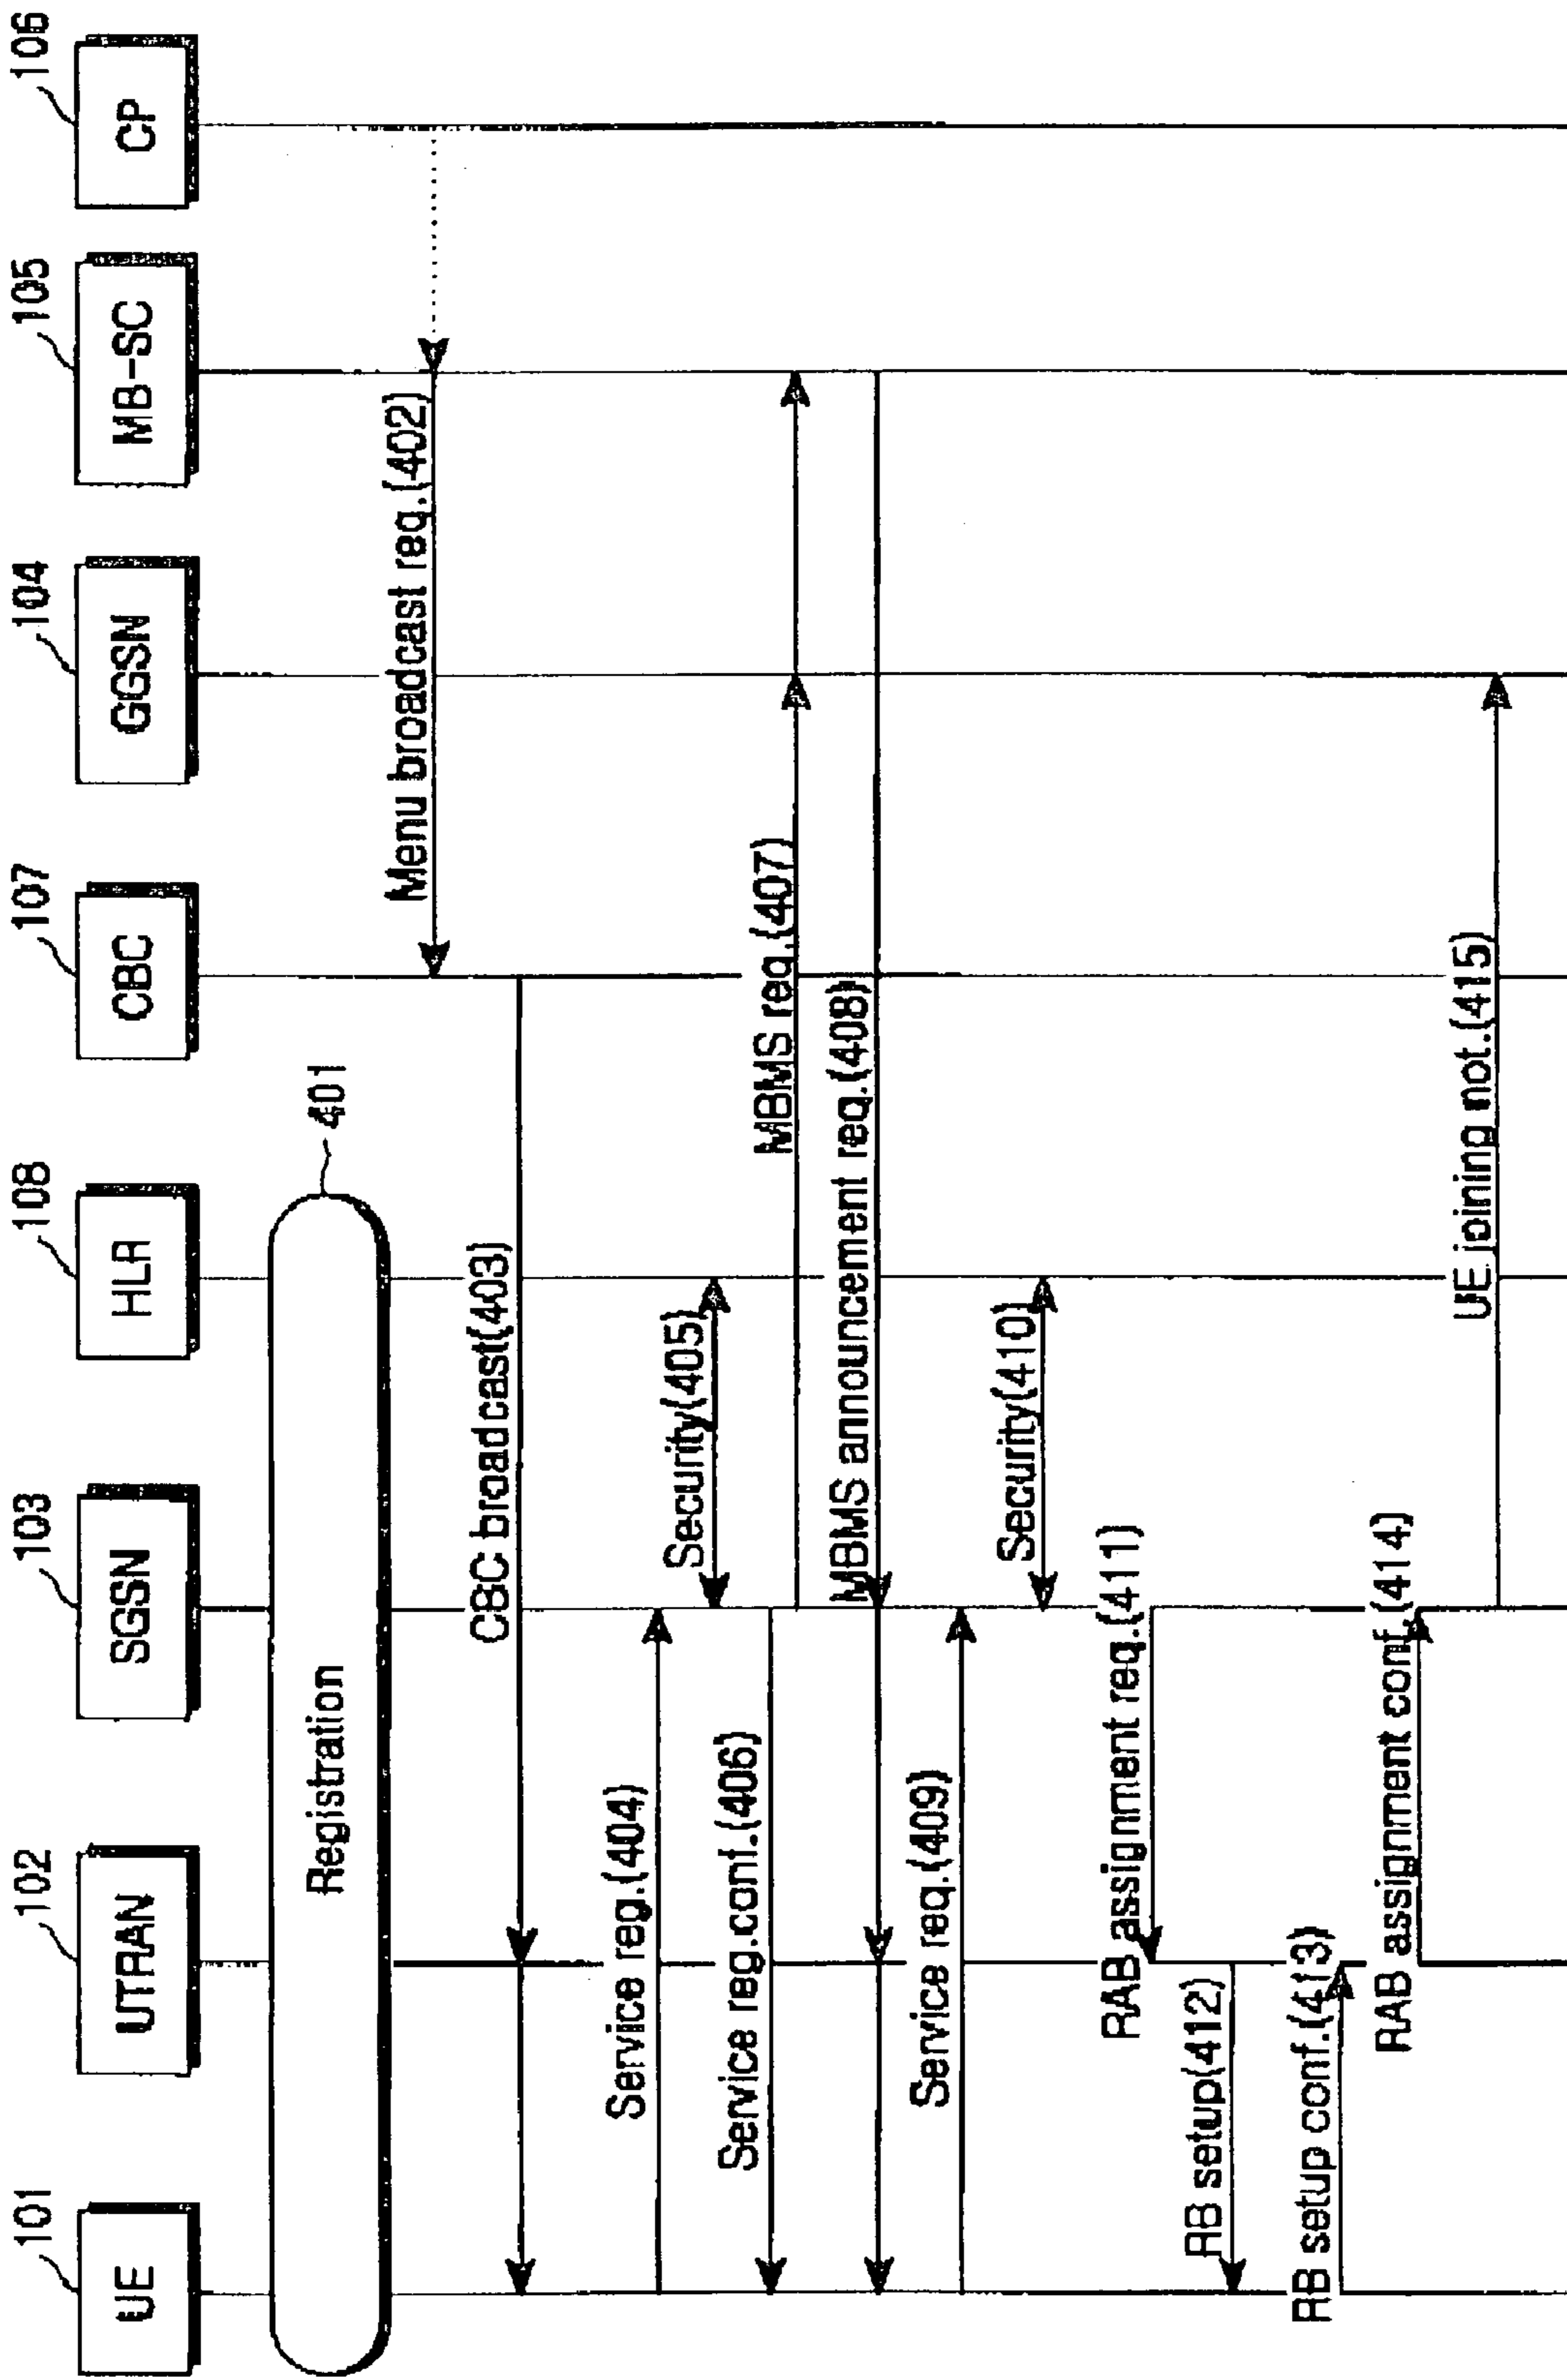 101
UE
102
UTRAN
103
SGSN
108
HLR
107
CBC
104
GGSN
105
MB-SC
106
CP
Registration
401
Menu broadcast req.(402)
CBC broadcast(403)
Service reg.(404)
Security(405)
Service reg.conf.(406)
MBMS req.(407)
MBMS announcement req.(408)
Service req.(409)
Security(410)
RAB assignment req.(411)
RB setup(412)
RB setup conf.(413)
RAB assignment conf.(414)
UE joining not.(415)